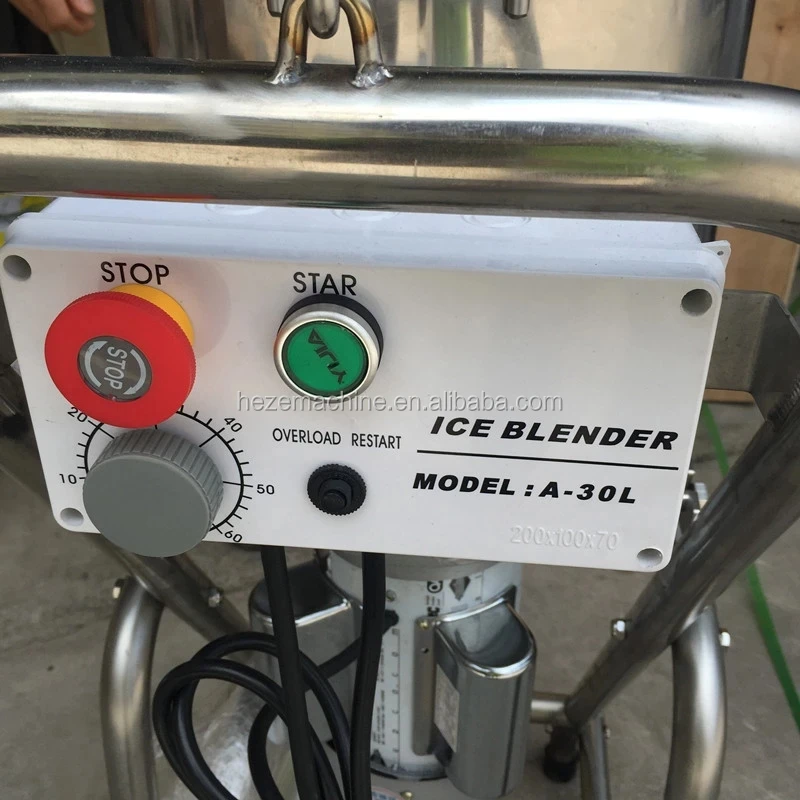 STOP
STAR
STOP
YIJIA
hezemachine.en.alibaba.com
20
40
OVERLOAD RESTART
ICE BLENDER
10
50
MODEL : A-30L
60
200x100x70